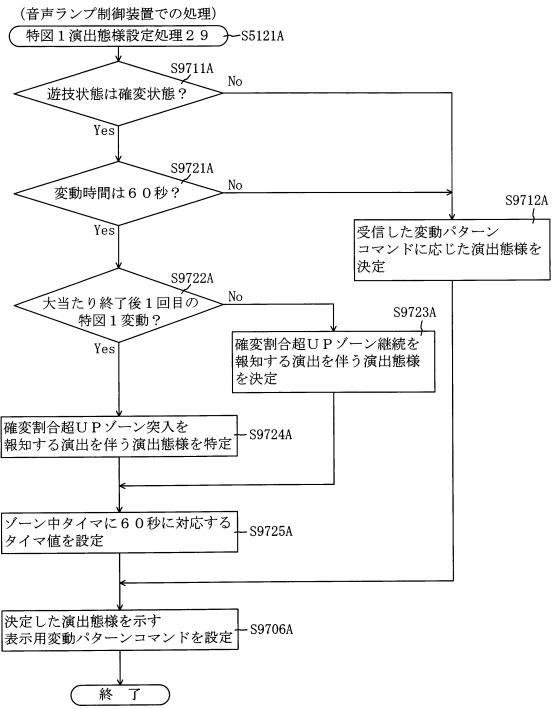 (音声ランプ制御装置での処理)
特図１演出態様設定処理２９
S5121A
S9711A
遊技状態は確変状態？
No
Yes
S9721A
変動時間は６０秒？
No
Yes
S9712A
受信した変動パターン
コマンドに応じた演出態様を
決定
S9722A
大当たり終了後１回目の
特図１変動？
No
Yes
S9723A
確変割合超ＵＰゾーン継続を
報知する演出を伴う演出態様
を決定
確変割合超ＵＰゾーン突入を
報知する演出を伴う演出態様を特定
S9724A
ゾーン中タイマに６０秒に対応する
タイマ値を設定
S9725A
決定した演出態様を示す
表示用変動パターンコマンドを設定
S9706A
終　了